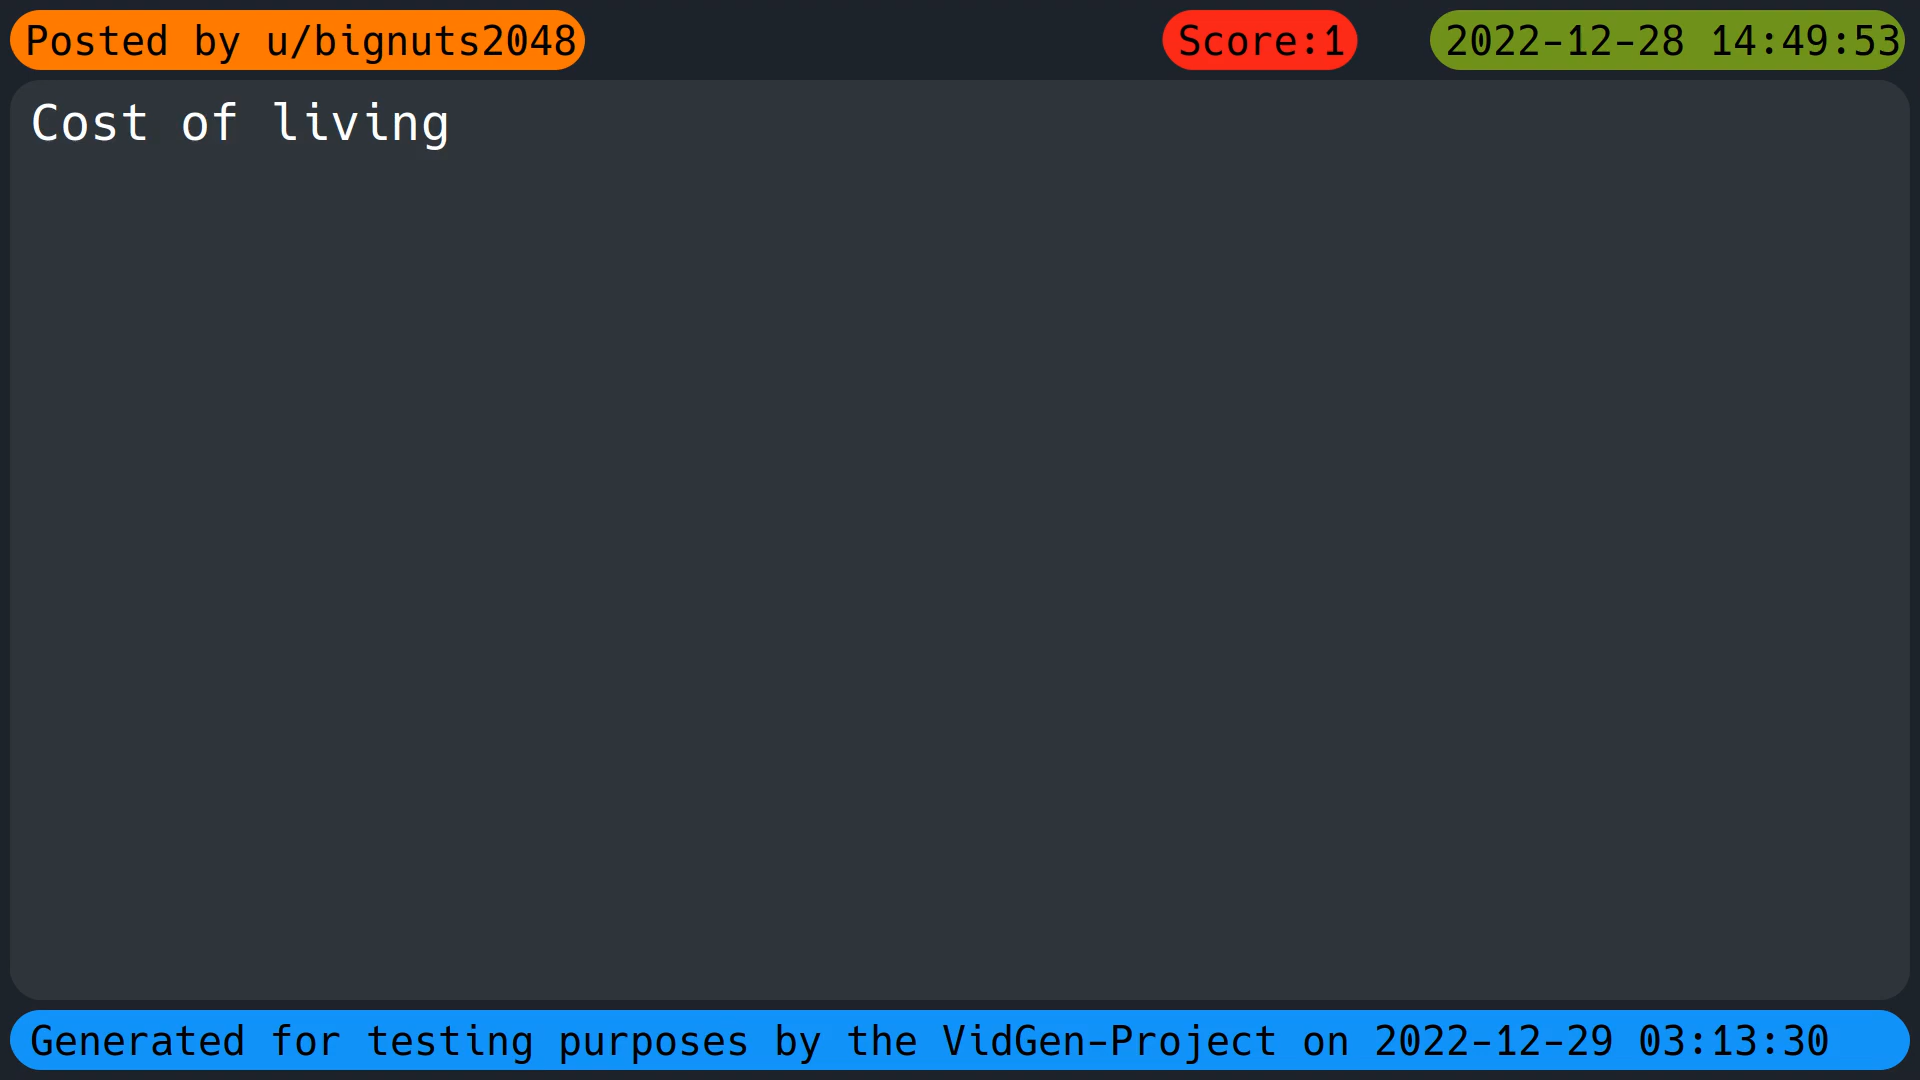 Posted by u/bignuts2048
Score:1
2022-12-28 14:49:53
Cost of living
Generated for testing purposes by the VidGen-Project on 2022-12-29 03:13:30